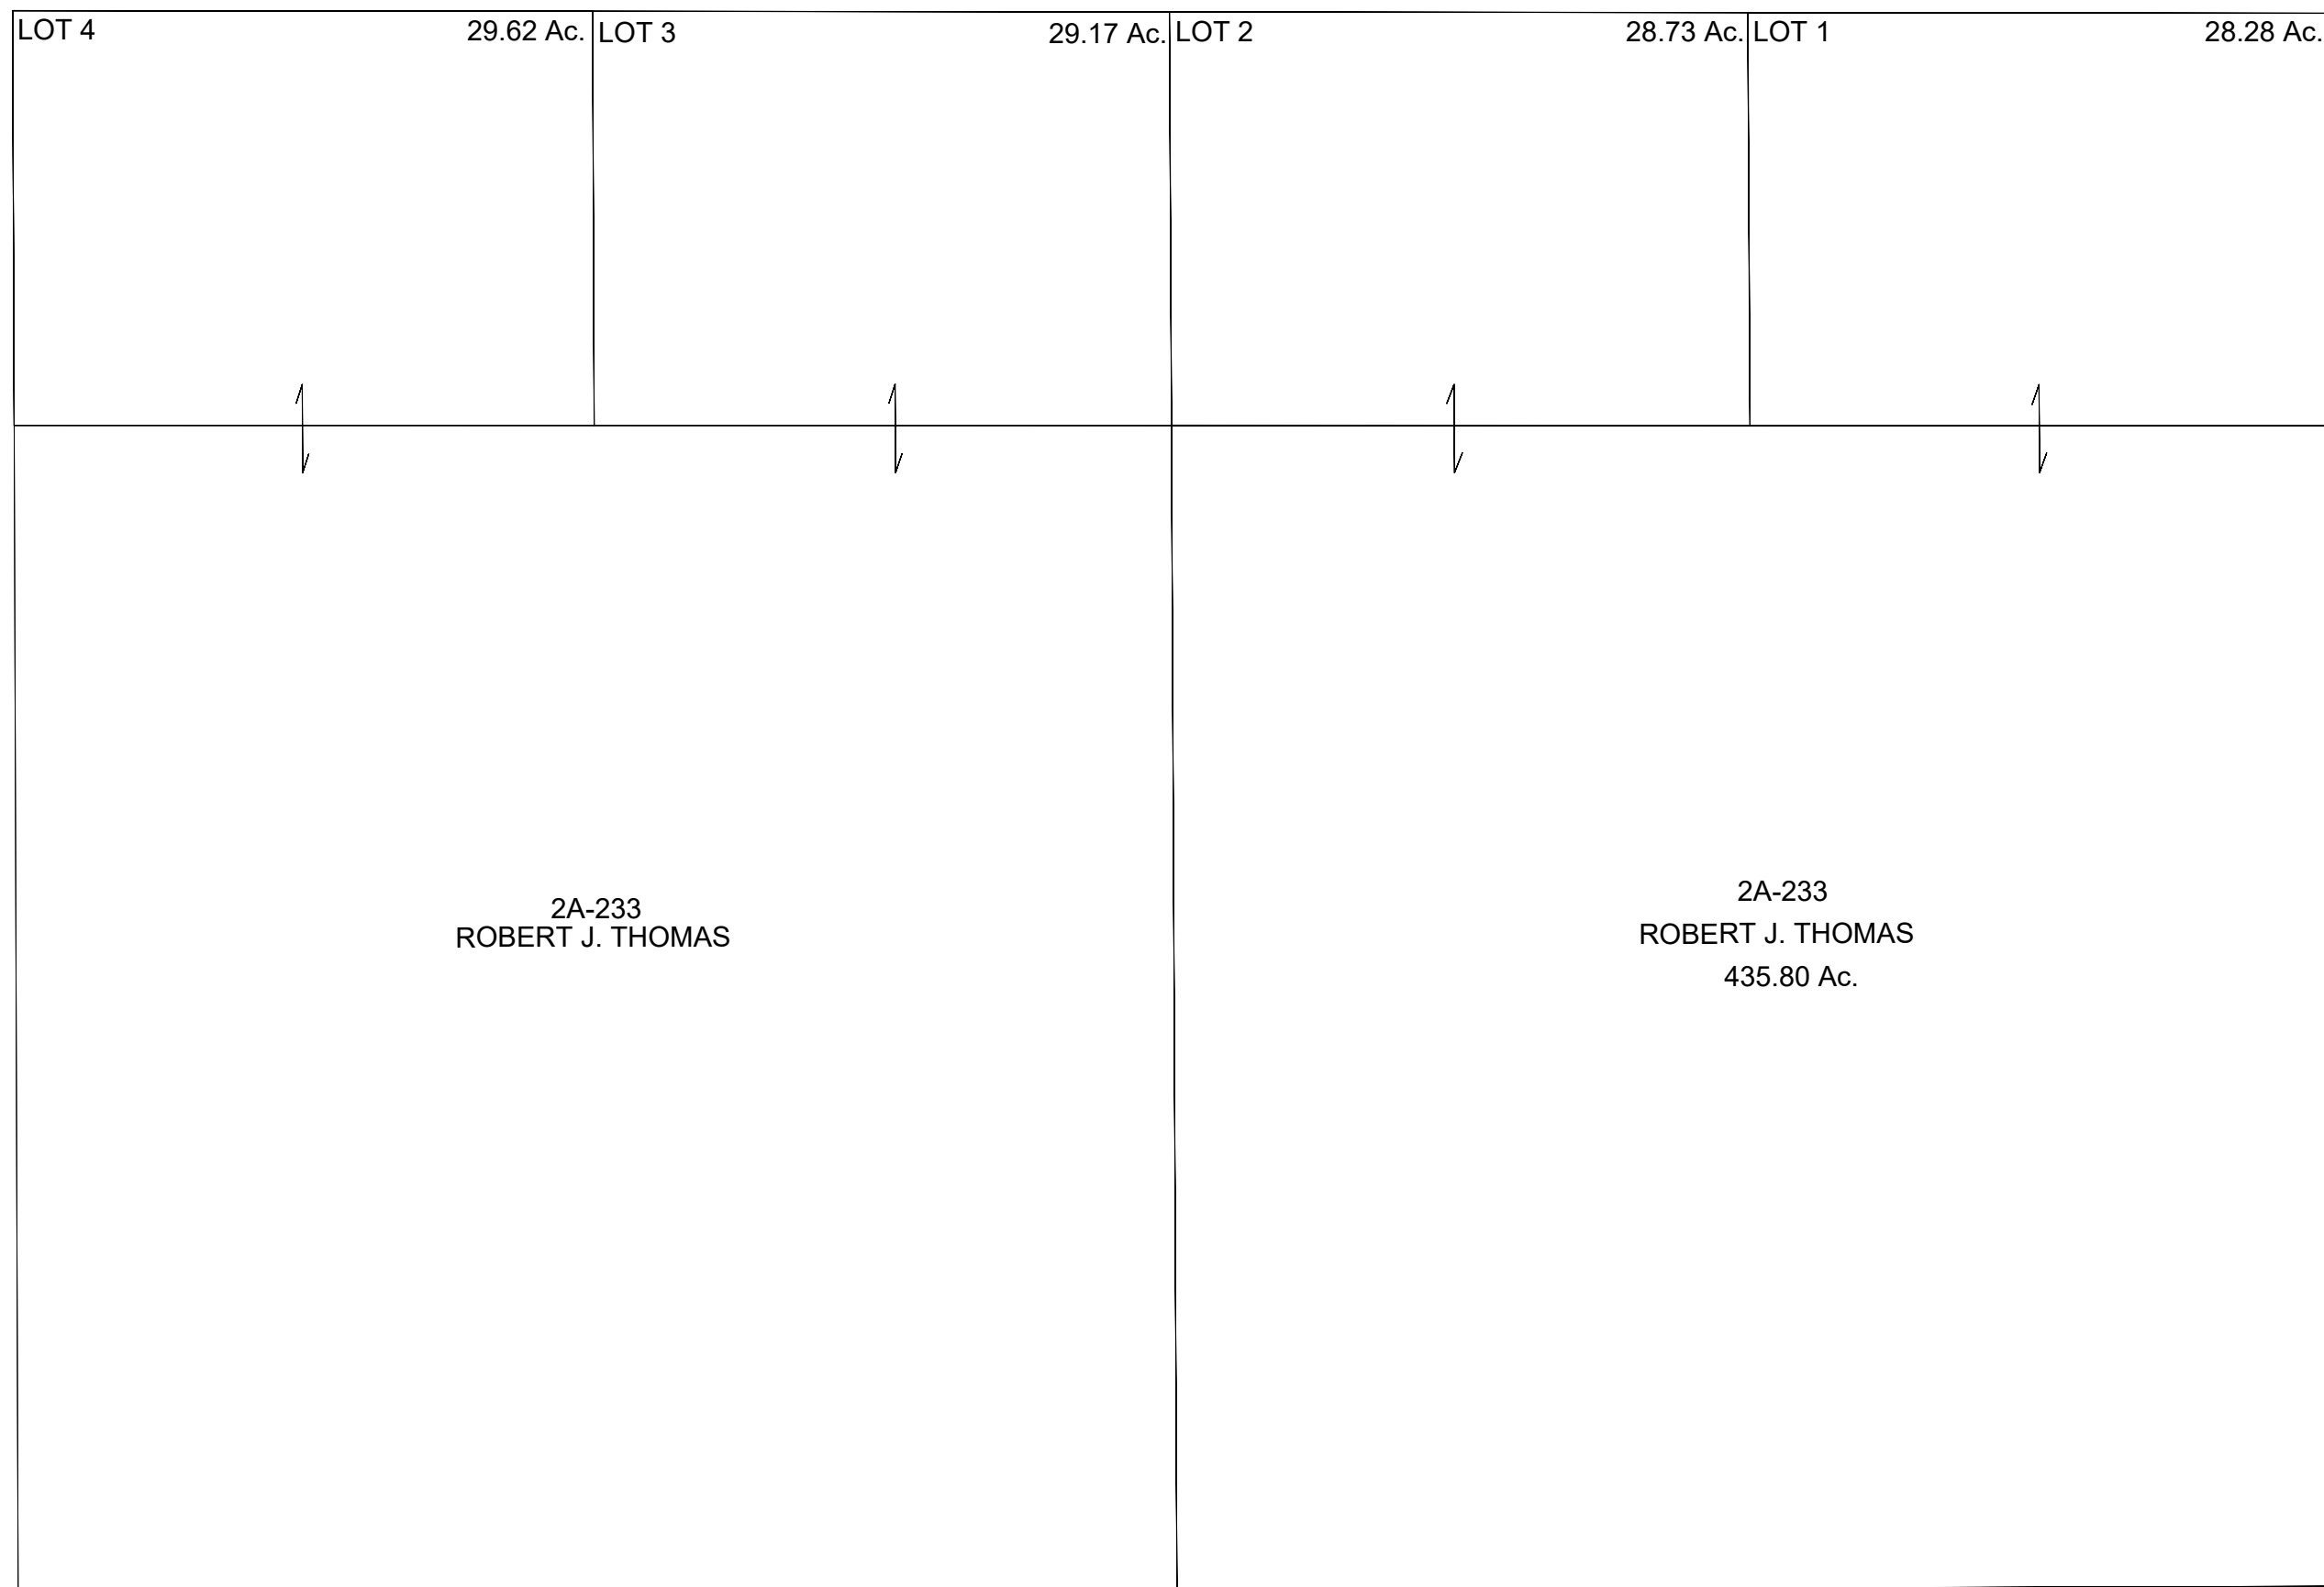 LOT 4
29.62 Ac.
LOT 3
29.17 Ac.
LOT 2
28.73 Ac.
LOT 1
28.28 Ac.
2A-233
ROBERT J. THOMAS
2A-233
ROBERT J. THOMAS
435.80 Ac.